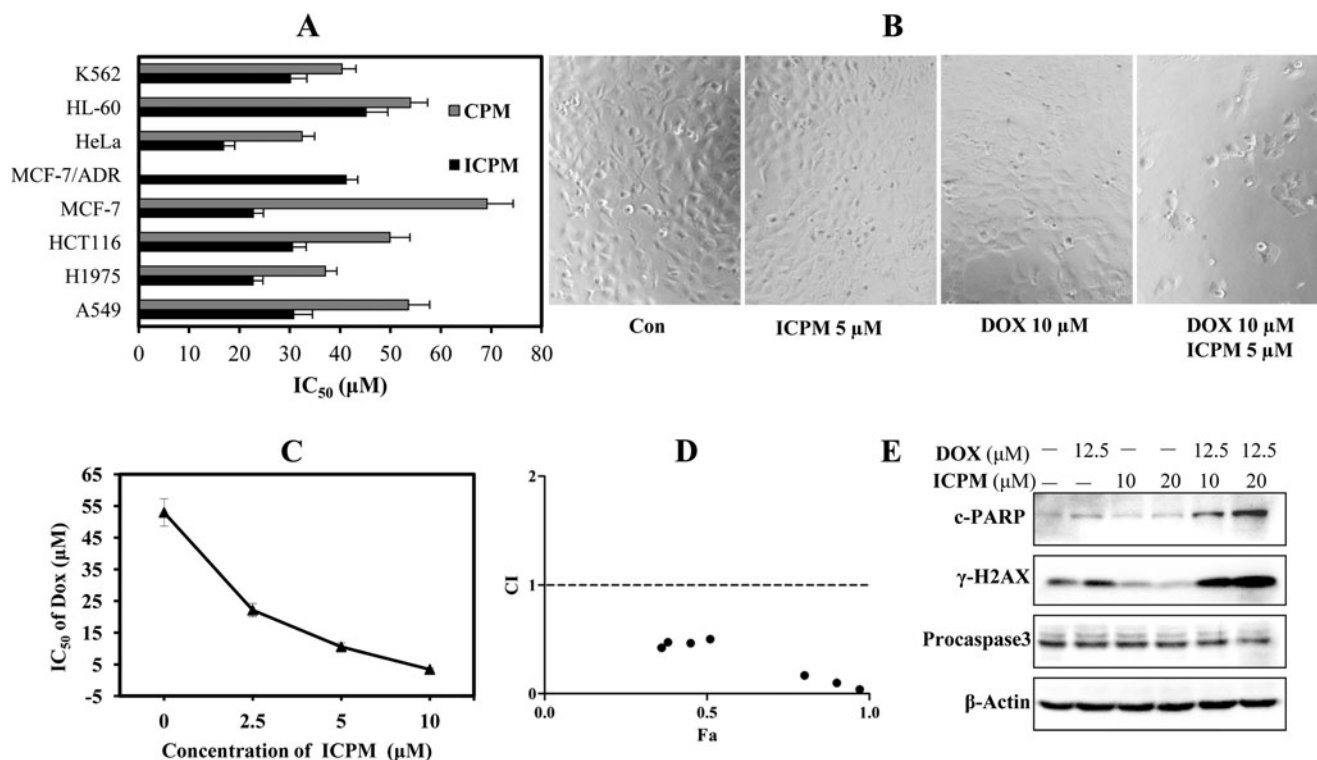 A
K562
HL-60
HeLa
MCF-7/ADR
MCF-7
HCT116
H1975
A549
CPM
ICPM
0 10 20 30 40 50 60 70 80
IC50 (μM)
B
Con
ICPM 5 μM
DOX 10 μM
DOX 10 μM
ICPM 5 μM
C
IC50 of Dox (μM)
65
55
45
35
25
15
5
-5
0 2.5 5 10
Concentration of ICPM (μM)
D
CI
2
1
0
0.0 0.5 1.0
Fa
E
DOX (μM) — 12.5 — — 12.5 12.5
ICPM (μM) — — 10 20 10 20
c-PARP
γ-H2AX
Procaspase3
β-Actin